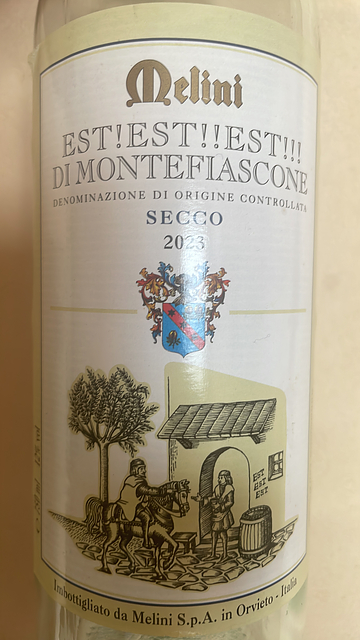 Melini
EST!EST!!EST!!!
DI MONTEFIASCONE
DENOMINAZIONE DI ORIGINE CONTROLLATA
SECCO
2023
EST
EST
EST
Imbottigliato da Melini S.p.A. in Orvieto - Italia